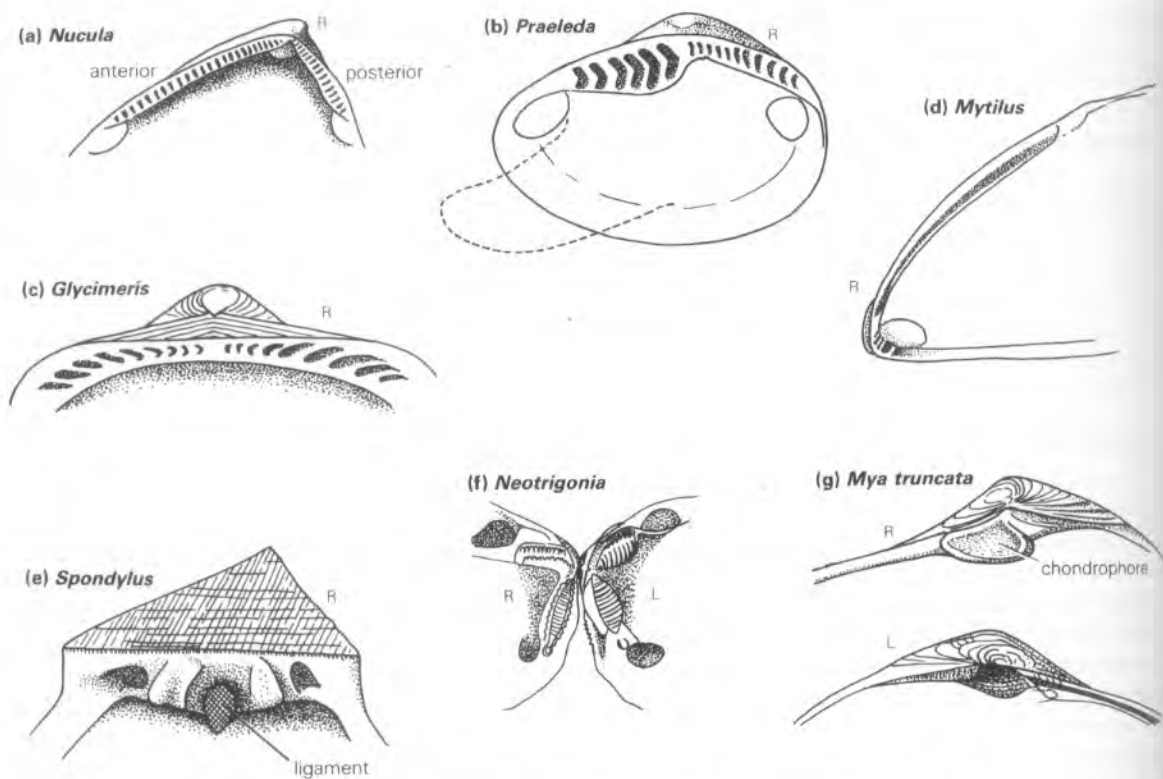 (a) Nucula
R
anterior
posterior
(b) Praeleda
R
(c) Glycimeris
R
(d) Mytilus
R
(e) Spondylus
R
ligament
(f) Neotrigonia
R
L
(g) Mya truncata
R
chondrophore
L